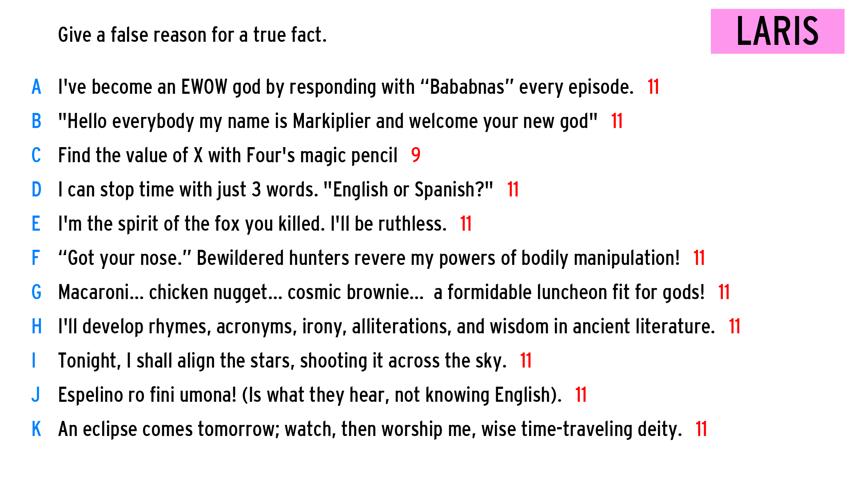 Give a false reason for a true fact.
LARIS
A I've become an EWOW god by responding with “Bababnas” every episode. 11
B "Hello everybody my name is Markiplier and welcome your new god" 11
C Find the value of X with Four's magic pencil 9
D I can stop time with just 3 words. "English or Spanish?" 11
E I'm the spirit of the fox you killed. I'll be ruthless. 11
F “Got your nose.” Bewildered hunters revere my powers of bodily manipulation! 11
G Macaroni... chicken nugget... cosmic brownie... a formidable luncheon fit for gods! 11
H I'll develop rhymes, acronyms, irony, alliterations, and wisdom in ancient literature. 11
I Tonight, I shall align the stars, shooting it across the sky. 11
J Espelino ro fini umona! (Is what they hear, not knowing English). 11
K An eclipse comes tomorrow; watch, then worship me, wise time-traveling deity. 11